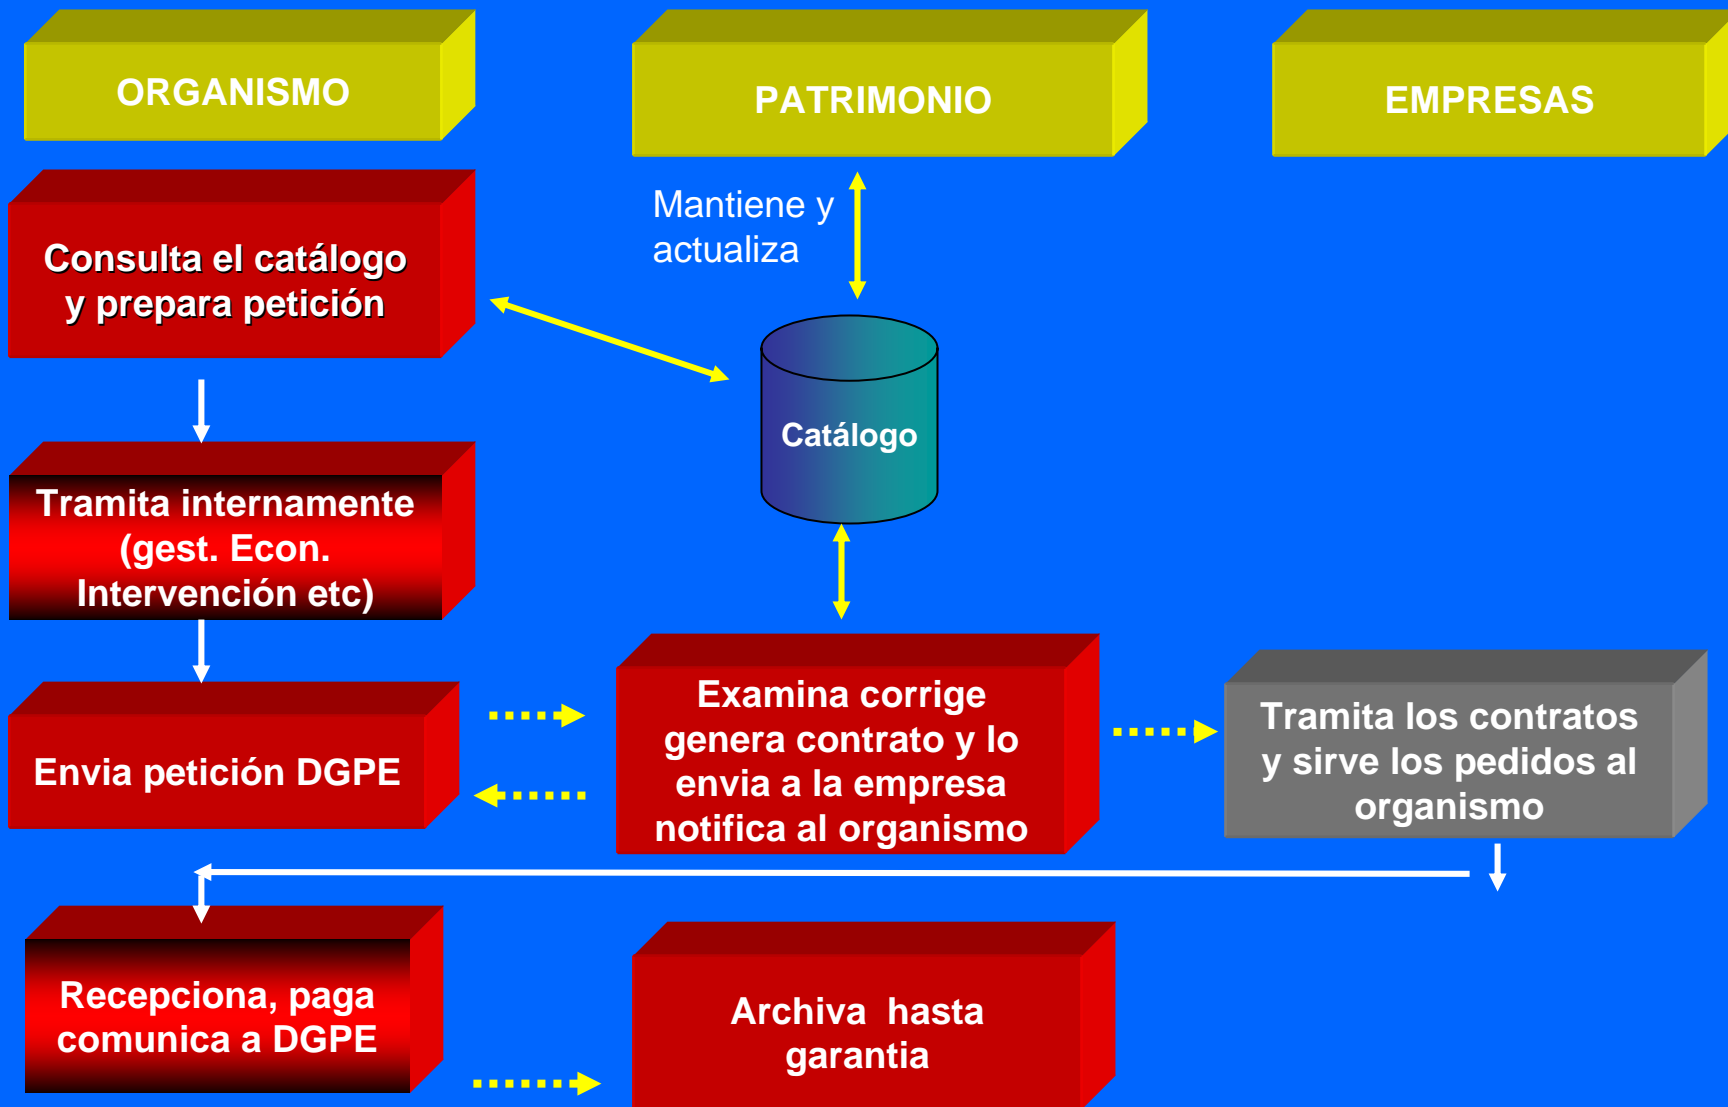 ORGANISMO
PATRIMONIO
EMPRESAS
Consulta el catálogo
y prepara petición
Mantiene y
actualiza
Catálogo
Tramita internamente
(gest. Econ.
Intervención etc)
Envia petición DGPE
Examina corrige
genera contrato y lo
envia a la empresa
notifica al organismo
Tramita los contratos
y sirve los pedidos al
organismo
Recepciona, paga
comunica a DGPE
Archiva hasta
garantia